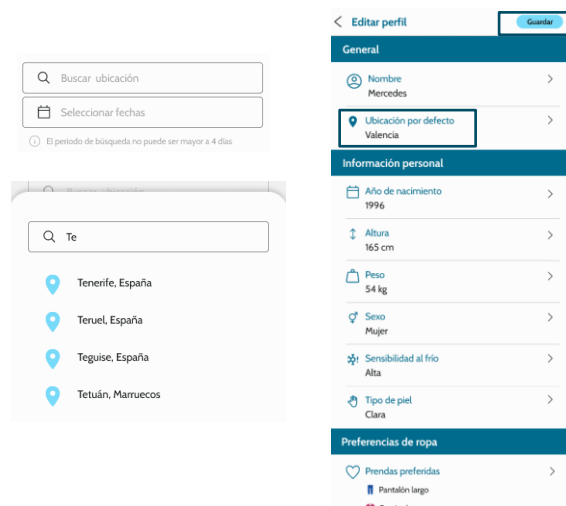 Buscar ubicación
Seleccionar fechas
El periodo de búsqueda no puede ser mayor a 4 días
Te
Tenerife, España
Teruel, España
Teguise, España
Tetuán, Marruecos
Editar perfil
Guardar
General
Nombre
Mercedes
Ubicación por defecto
Valencia
Información personal
Año de nacimiento
1996
Altura
165 cm
Peso
54 kg
Sexo
Mujer
Sensibilidad al frío
Alta
Tipo de piel
Clara
Preferencias de ropa
Prendas preferidas
Pantalón largo